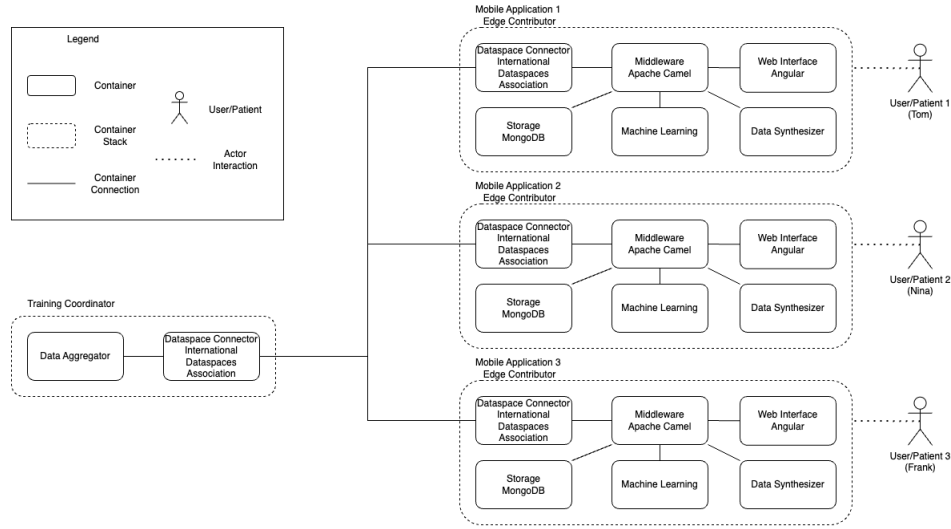 Legend
Container
User/Patient
Container
Stack
Actor
Interaction
Container
Connection
Training Coordinator
Data Aggregator
Dataspace Connector
International
Dataspaces
Association
Mobile Application 1
Edge Contributor
Dataspace Connector
International
Dataspaces
Association
Middleware
Apache Camel
Web Interface
Angular
Storage
MongoDB
Machine Learning
Data Synthesizer
User/Patient 1
(Tom)
Mobile Application 2
Edge Contributor
Dataspace Connector
International
Dataspaces
Association
Middleware
Apache Camel
Web Interface
Angular
Storage
MongoDB
Machine Learning
Data Synthesizer
User/Patient 2
(Nina)
Mobile Application 3
Edge Contributor
Dataspace Connector
International
Dataspaces
Association
Middleware
Apache Camel
Web Interface
Angular
Storage
MongoDB
Machine Learning
Data Synthesizer
User/Patient 3
(Frank)